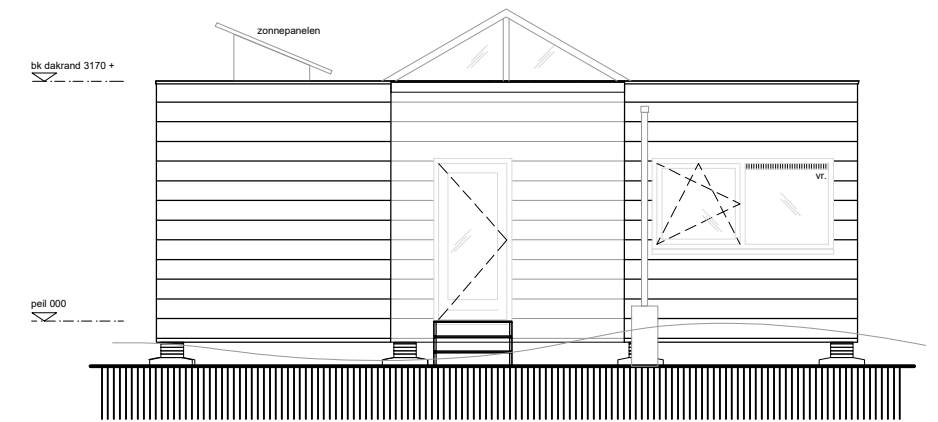 zonnepanelen
bk dakrand 3170 +
vr.
peil 000